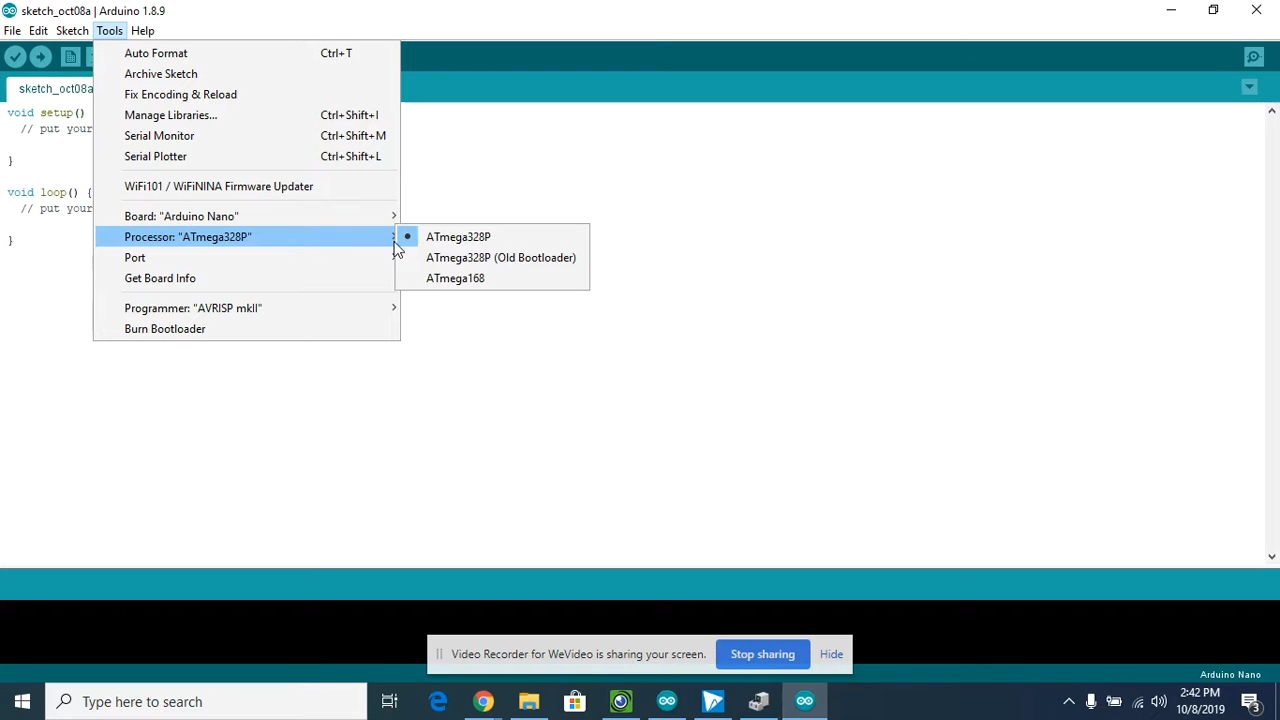 sketch_oct08a | Arduino 1.8.9
File Edit Sketch Tools Help
Auto Format Ctrl+T
sketch_oct08a
Archive Sketch
Fix Encoding & Reload
void setup()
Manage Libraries... Ctrl+Shift+I
// put your
Serial Monitor Ctrl+Shift+M
}
Serial Plotter Ctrl+Shift+L
WiFi101 / WiFiNINA Firmware Updater
void loop() {
// put your
Board: "Arduino Nano"
}
Processor: "ATmega328P"
ATmega328P
Port
ATmega328P (Old Bootloader)
Get Board Info
ATmega168
Programmer: "AVRISP mkII"
Burn Bootloader
Video Recorder for WeVideo is sharing your screen. Stop sharing Hide
Arduino Nano
Type here to search
2:42 PM
10/8/2019
3